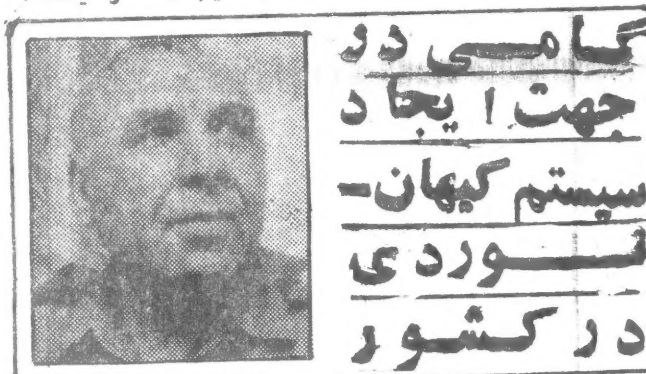 گامی در
جهت ایجاد
سیستم کیهان-
نوردی
در کشور